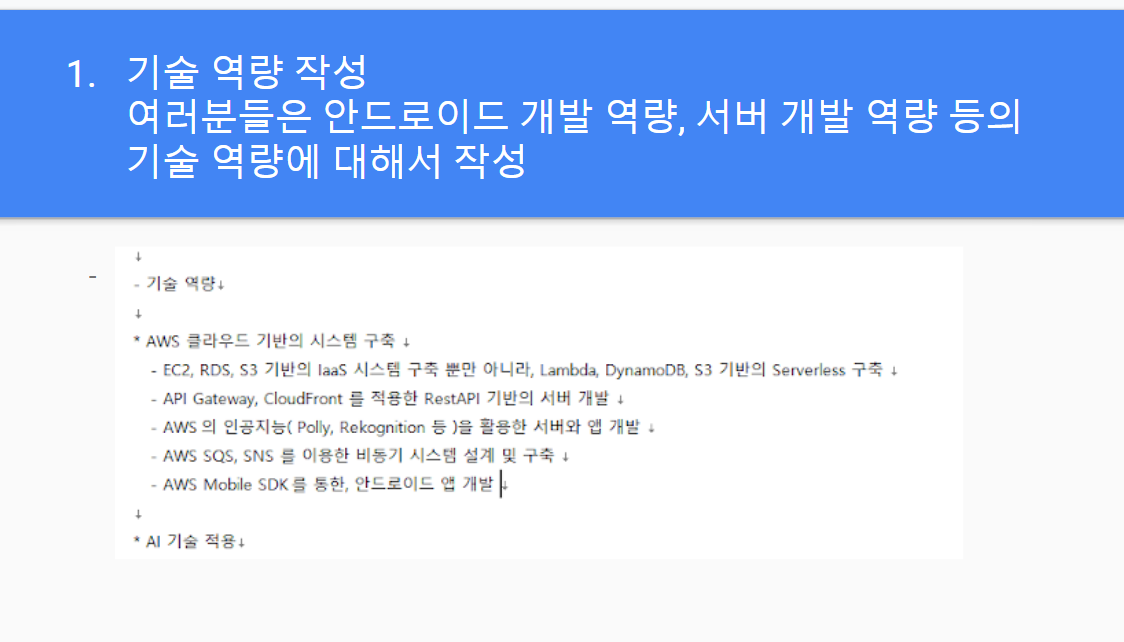 1. 기술 역량 작성
여러분들은 안드로이드 개발 역량, 서버 개발 역량 등의
기술 역량에 대해서 작성
-
↓
- 기술 역량↓
↓
* AWS 클라우드 기반의 시스템 구축 ↓
- EC2, RDS, S3 기반의 IaaS 시스템 구축 뿐만 아니라, Lambda, DynamoDB, S3 기반의 Serverless 구축 ↓
- API Gateway, CloudFront 를 적용한 RestAPI 기반의 서버 개발 ↓
- AWS 의 인공지능( Polly, Rekognition 등 )을 활용한 서버와 앱 개발 ↓
- AWS SQS, SNS 를 이용한 비동기 시스템 설계 및 구축 ↓
- AWS Mobile SDK를 통한, 안드로이드 앱 개발 ↓
↓
* AI 기술 적용↓